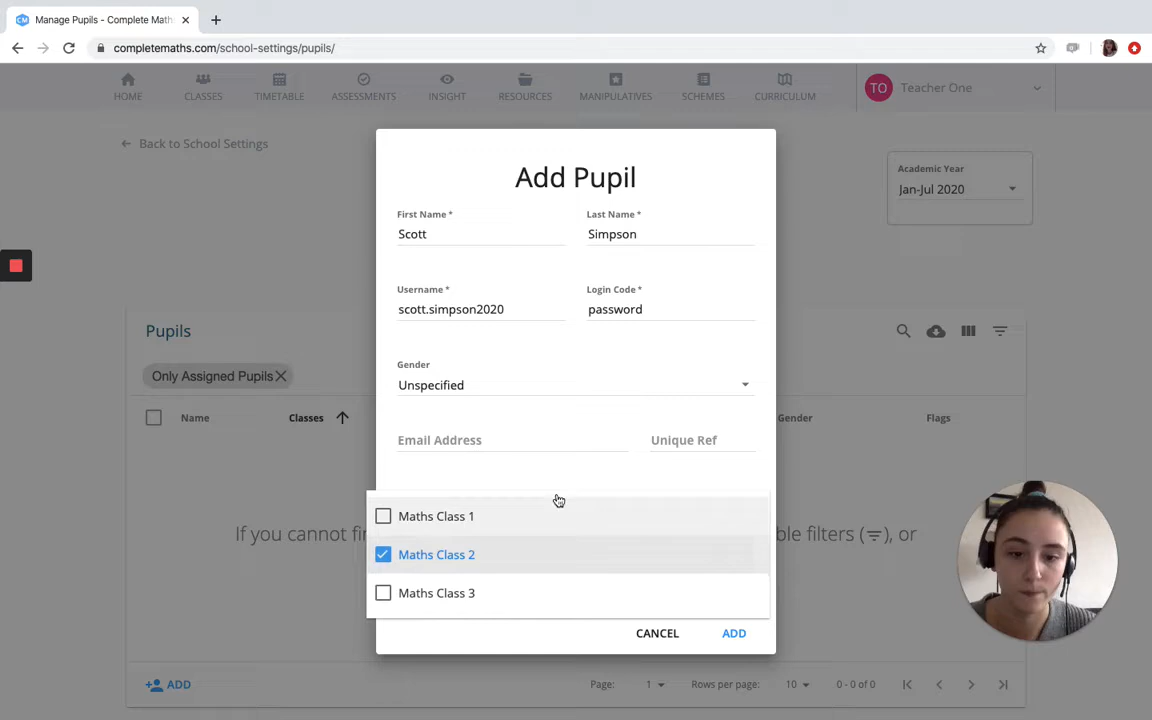 Manage Pupils - Complete Math
completemaths.com/school-settings/pupils/
HOME
CLASSES
TIMETABLE
ASSESSMENTS
INSIGHT
RESOURCES
MANIPULATIVES
SCHEMES
CURRICULUM
TO
Teacher One
Back to School Settings
Academic Year
Jan-Jul 2020
Add Pupil
First Name *
Last Name *
Scott
Simpson
Username *
Login Code *
scott.simpson2020
password
Gender
Unspecified
Email Address
Unique Ref
Maths Class 1
Maths Class 2
Maths Class 3
CANCEL
ADD
Pupils
Only Assigned Pupils
Name
Classes
Gender
Flags
If you cannot fi
ble filters ( ), or
ADD
Page:
1
Rows per page:
10
0 - 0 of 0